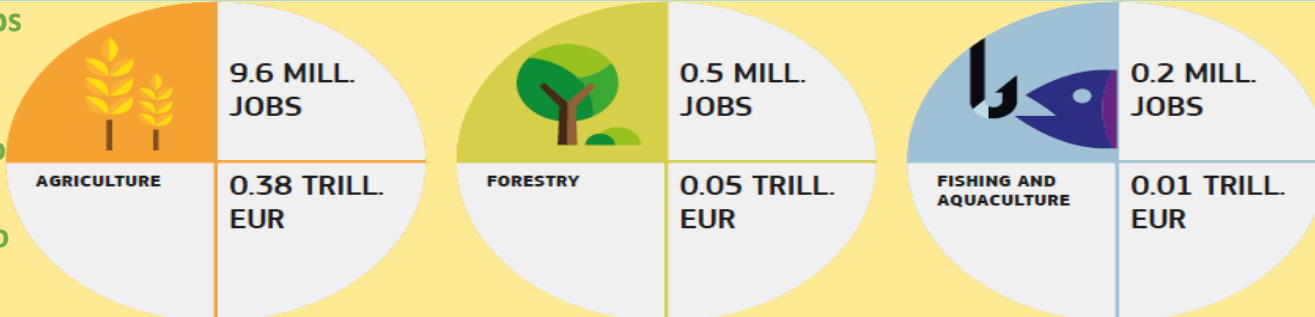 9.6 MILL.
JOBS
AGRICULTURE
0.38 TRILL.
EUR
0.5 MILL.
JOBS
FORESTRY
0.05 TRILL.
EUR
0.2 MILL.
JOBS
FISHING AND
AQUACULTURE
0.01 TRILL.
EUR